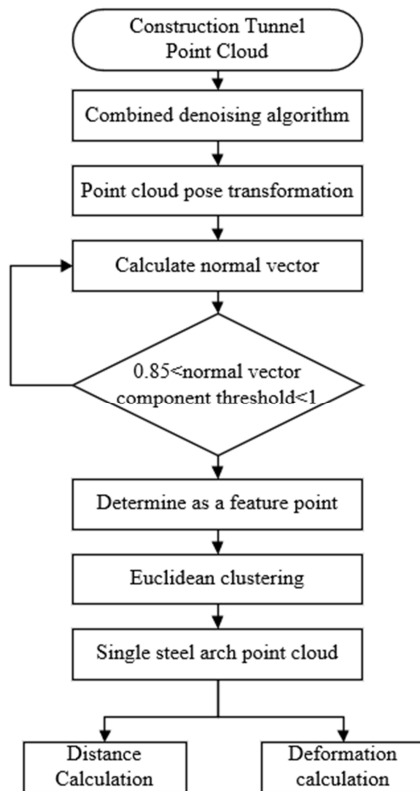 Construction Tunnel
Point Cloud
Combined denoising algorithm
Point cloud pose transformation
Calculate normal vector
0.85<normal vector
component threshold<1
Determine as a feature point
Euclidean clustering
Single steel arch point cloud
Distance
Calculation
Deformation
calculation